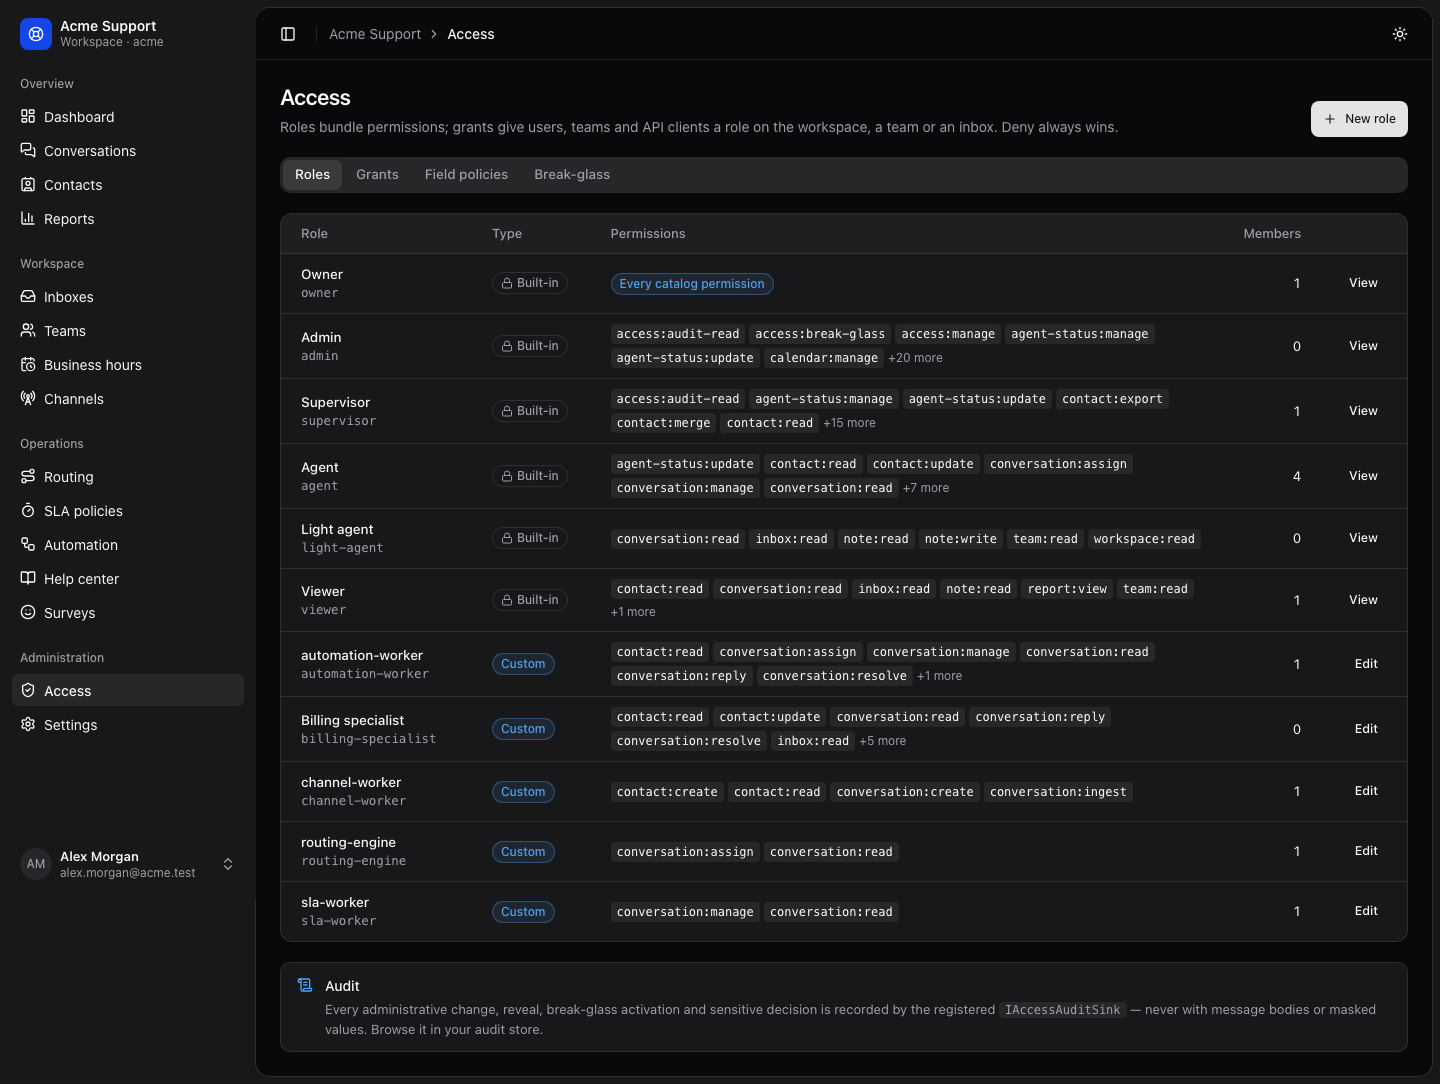 Acme Support
Workspace · acme
Overview
Dashboard
Conversations
Contacts
Reports
Workspace
Inboxes
Teams
Business hours
Channels
Operations
Routing
SLA policies
Automation
Help center
Surveys
Administration
Access
Settings
AM
Alex Morgan
alex.morgan@acme.test
Acme Support > Access
Access
Roles bundle permissions; grants give users, teams and API clients a role on the workspace, a team or an inbox. Deny always wins.
+ New role
Roles Grants Field policies Break-glass
Role Type Permissions Members
Owner
owner
Built-in
Every catalog permission
1
View
Admin
admin
Built-in
access:audit-read access:break-glass access:manage agent-status:manage
agent-status:update calendar:manage +20 more
0
View
Supervisor
supervisor
Built-in
access:audit-read agent-status:manage agent-status:update contact:export
contact:merge contact:read +15 more
1
View
Agent
agent
Built-in
agent-status:update contact:read contact:update conversation:assign
conversation:manage conversation:read +7 more
4
View
Light agent
light-agent
Built-in
conversation:read inbox:read note:read note:write team:read workspace:read
0
View
Viewer
viewer
Built-in
contact:read conversation:read inbox:read note:read report:view team:read
+1 more
1
View
automation-worker
automation-worker
Custom
contact:read conversation:assign conversation:manage conversation:read
conversation:reply conversation:resolve +1 more
1
Edit
Billing specialist
billing-specialist
Custom
contact:read contact:update conversation:read conversation:reply
conversation:resolve inbox:read +5 more
0
Edit
channel-worker
channel-worker
Custom
contact:create contact:read conversation:create conversation:ingest
1
Edit
routing-engine
routing-engine
Custom
conversation:assign conversation:read
1
Edit
sla-worker
sla-worker
Custom
conversation:manage conversation:read
1
Edit
Audit
Every administrative change, reveal, break-glass activation and sensitive decision is recorded by the registered IAccessAuditSink — never with message bodies or masked
values. Browse it in your audit store.